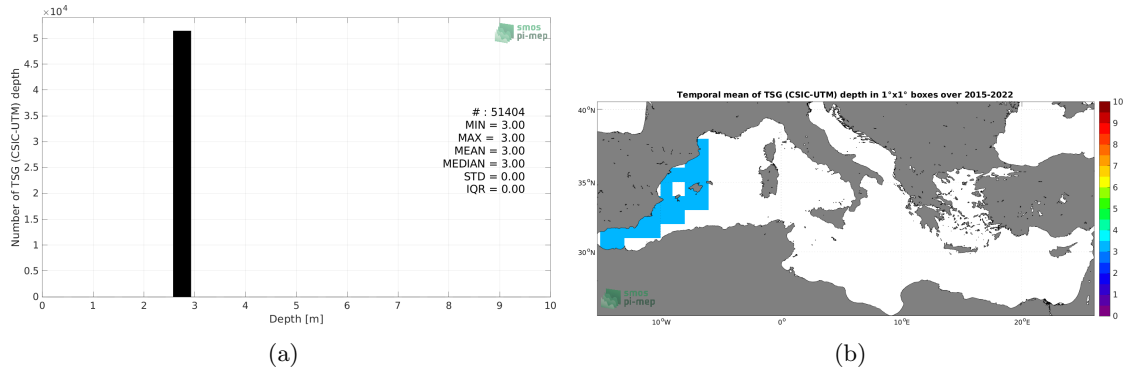 ×10⁴
smos
pi-mep
5
4.5
4
3.5
3
2.5
2
1.5
1
0.5
0
Number of TSG (CSIC-UTM) depth
# : 51404
MIN = 3.00
MAX = 3.00
MEAN = 3.00
MEDIAN = 3.00
STD = 0.00
IQR = 0.00
0 1 2 3 4 5 6 7 8 9 10
Depth [m]
(a)
Temporal mean of TSG (CSIC-UTM) depth in 1°x1° boxes over 2015-2022
40°N
35°N
30°N
10°W 0° 10°E 20°E
smos
pi-mep
10
9
8
7
6
5
4
3
2
1
0
(b)